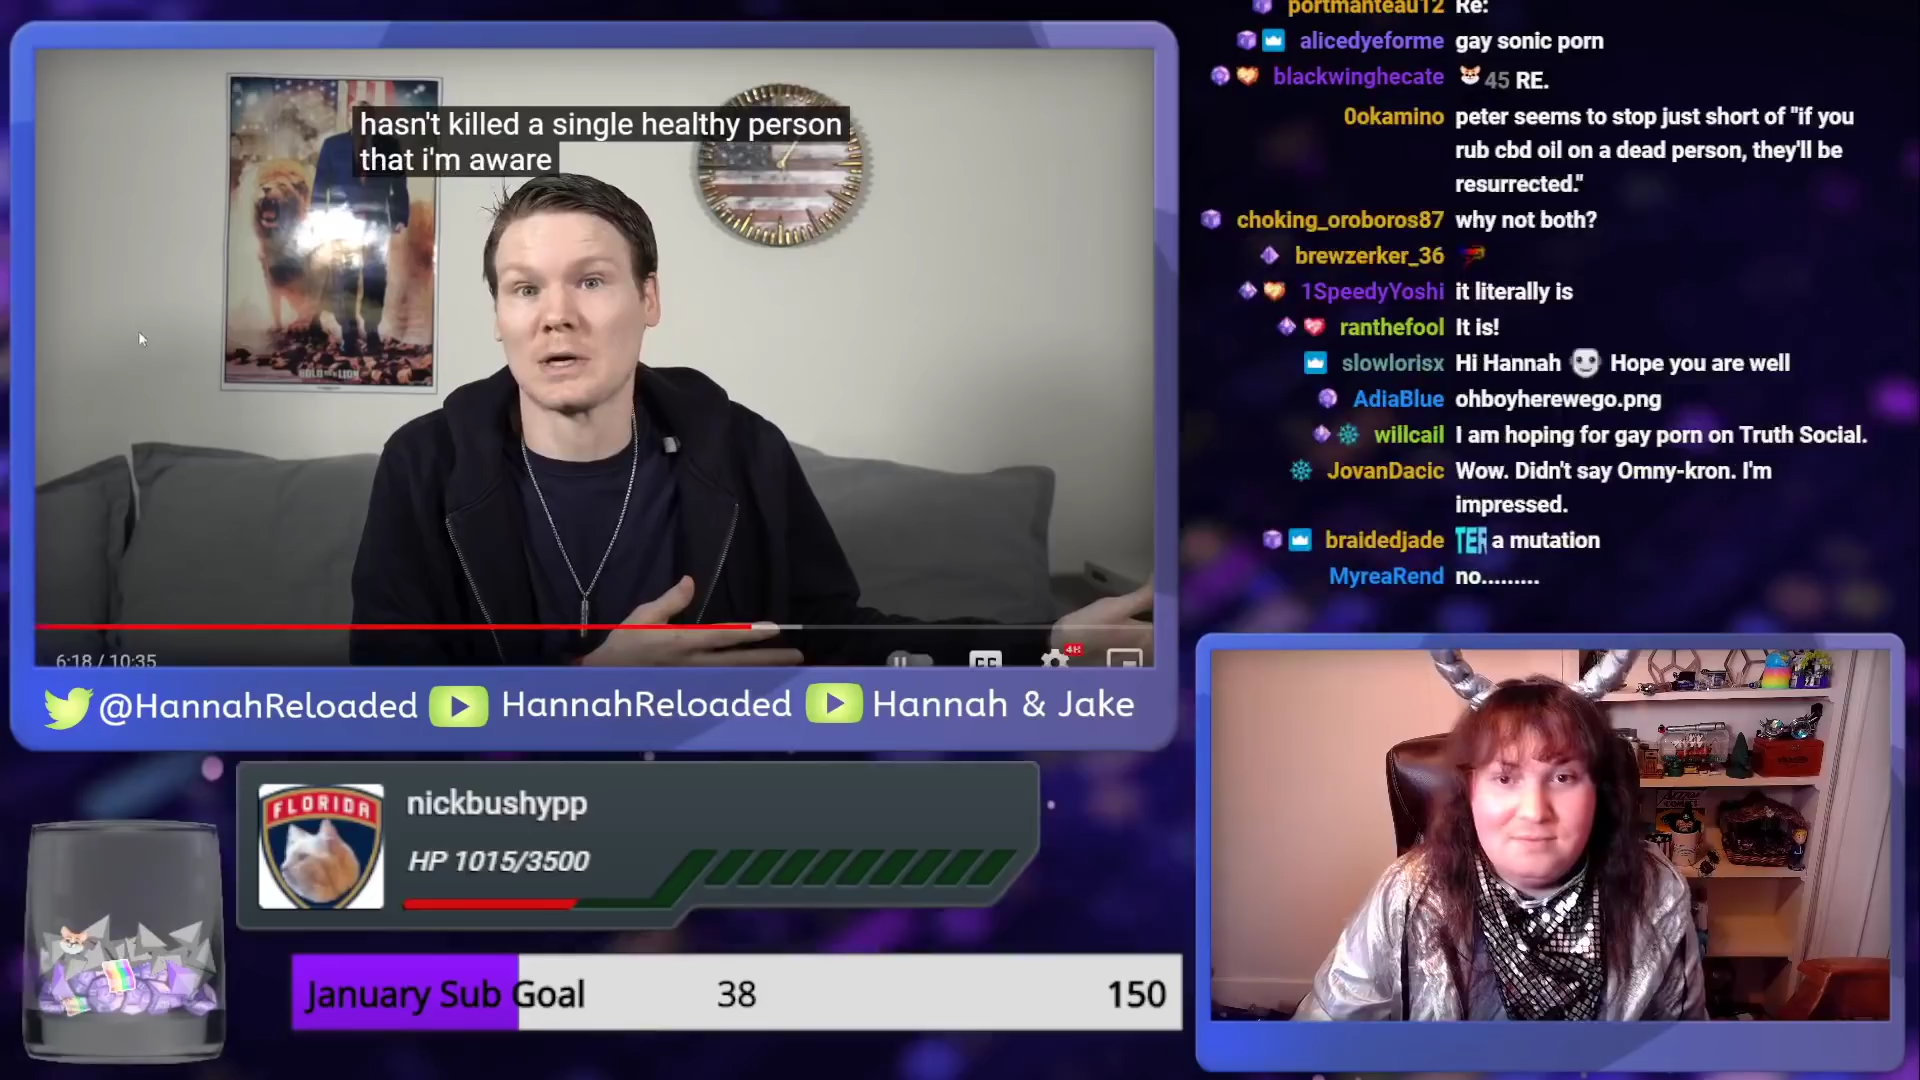 hasn't killed a single healthy person
that i'm aware
HOLD THE LION
6:18 / 10:35
4K
@HannahReloaded
HannahReloaded
Hannah & Jake
FLORIDA
nickbushypp
HP 1015/3500
January Sub Goal
38
150
portmanteau12 Re:
alicedyeforme gay sonic porn
blackwinghecate 45 RE.
0okamino peter seems to stop just short of "if you
rub cbd oil on a dead person, they'll be
resurrected."
choking_oroboros87 why not both?
brewzerker_36
1SpeedyYoshi it literally is
ranthefool It is!
slowlorisx Hi Hannah Hope you are well
AdiaBlue ohboyherewego.png
willcail I am hoping for gay porn on Truth Social.
JovanDacic Wow. Didn't say Omny-kron. I'm
impressed.
braidedjade TER a mutation
MyreaRend no.........